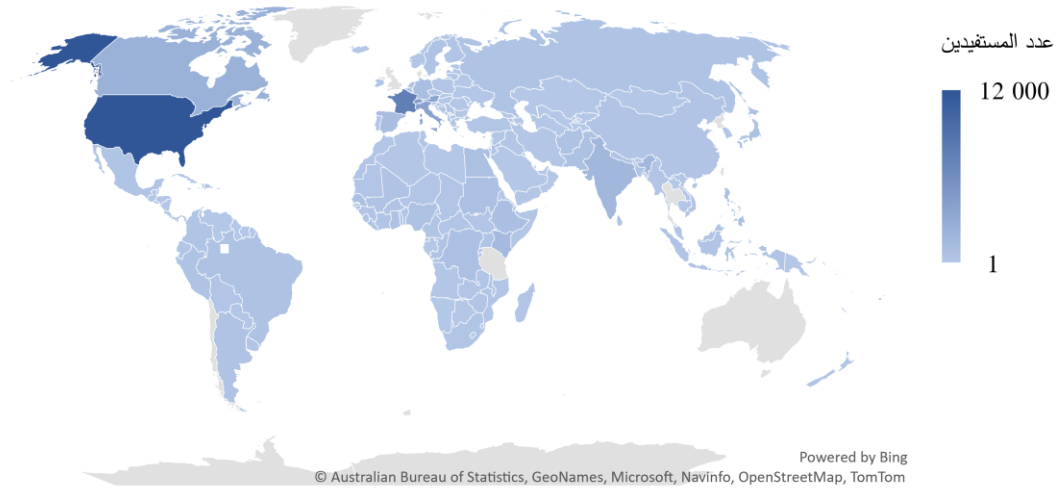 عدد المستفيدين
12 000
1
Powered by Bing
© Australian Bureau of Statistics, GeoNames, Microsoft, Navinfo, OpenStreetMap, TomTom